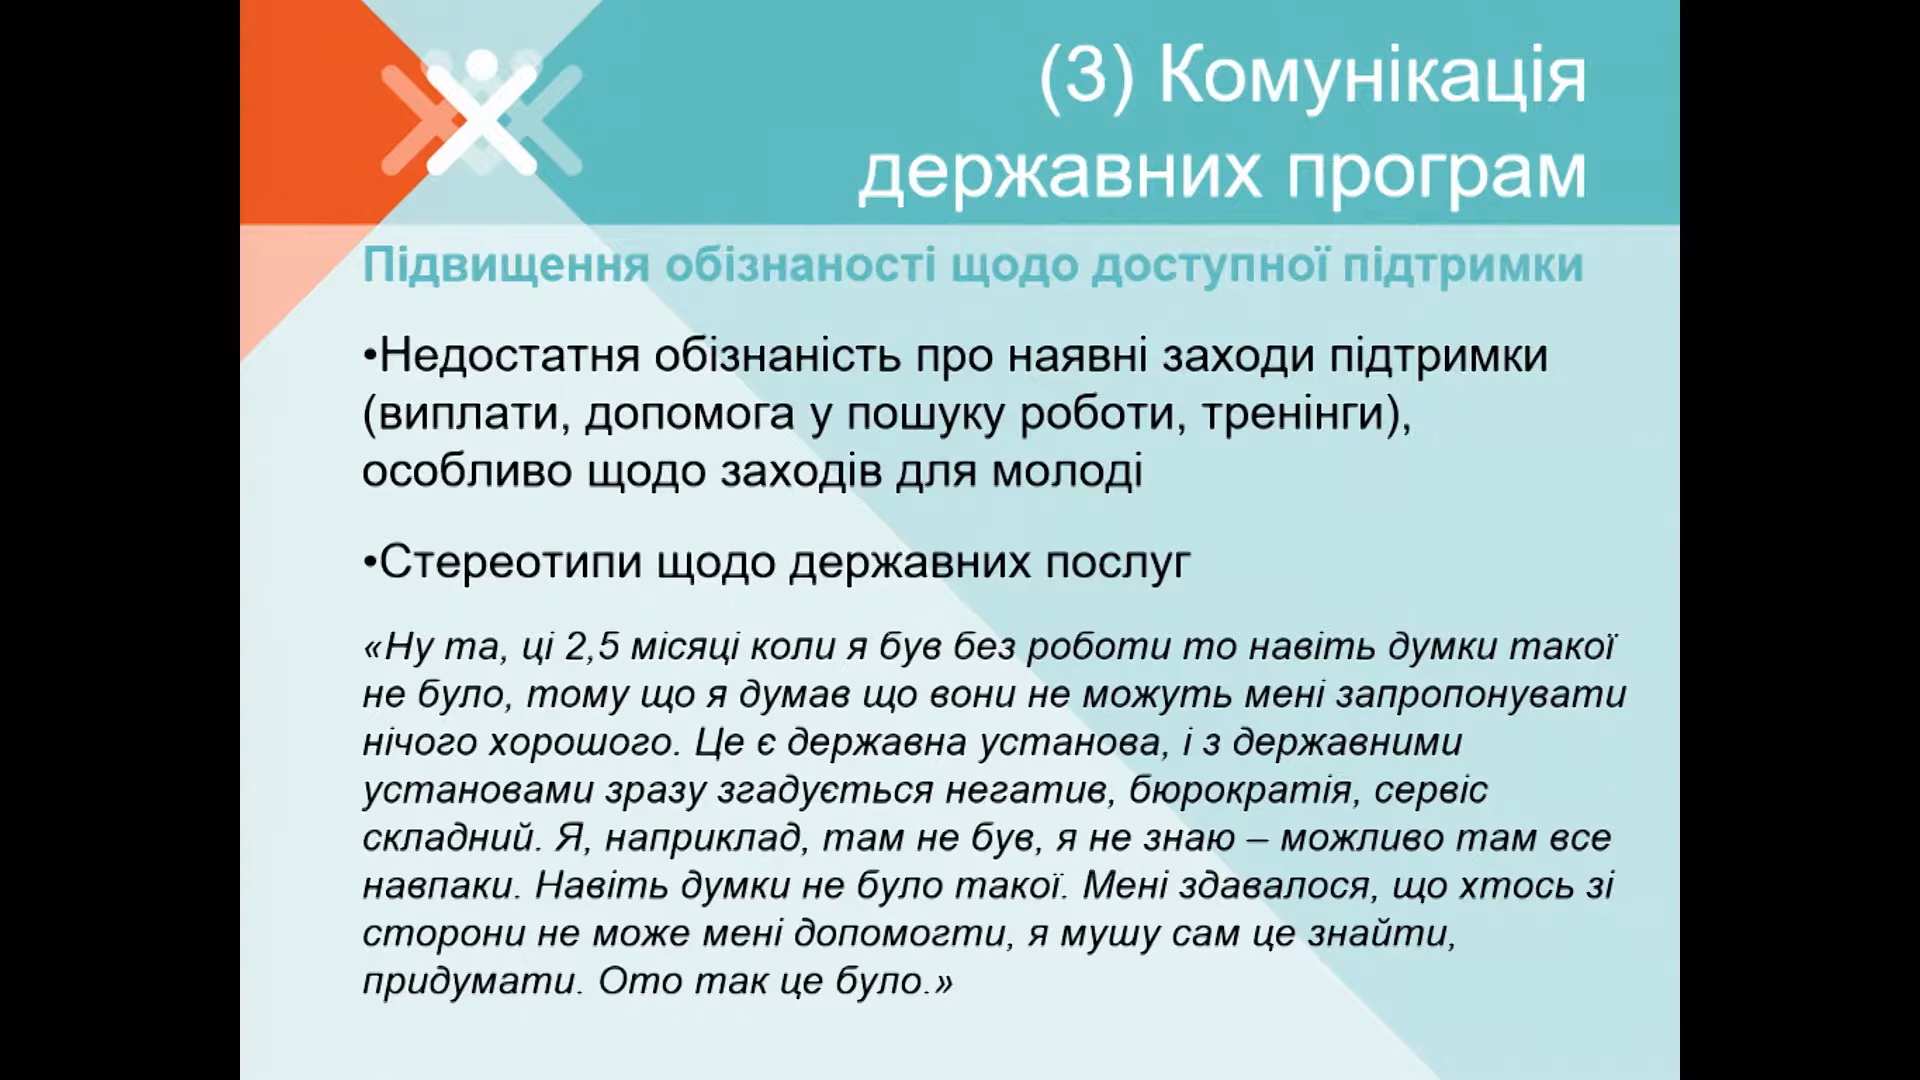 (3) Комунікація
державних програм
Підвищення обізнаності щодо доступної підтримки
•Недостатня обізнаність про наявні заходи підтримки
(виплати, допомога у пошуку роботи, тренінги),
особливо щодо заходів для молоді
•Стереотипи щодо державних послуг
«Ну та, ці 2,5 місяці коли я був без роботи то навіть думки такої
не було, тому що я думав що вони не можуть мені запропонувати
нічого хорошого. Це є державна установа, і з державними
установами зразу згадується негатив, бюрократія, сервіс
складний. Я, наприклад, там не був, я не знаю – можливо там все
навпаки. Навіть думки не було такої. Мені здавалося, що хтось зі
сторони не може мені допомогти, я мушу сам це знайти,
придумати. Ото так це було.»